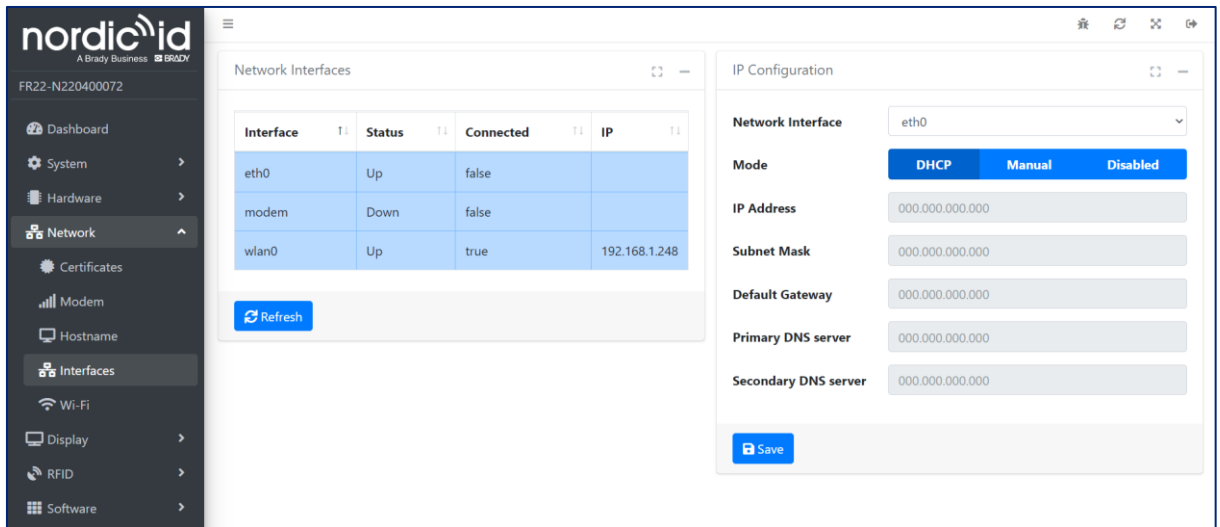 nordic id
A Brady Business BRADY
FR22-N220400072
Dashboard
System
Hardware
Network
Certificates
Modem
Hostname
Interfaces
Wi-Fi
Display
RFID
Software
Network Interfaces
Interface Status Connected IP
eth0 Up false
modem Down false
wlan0 Up true 192.168.1.248
Refresh
IP Configuration
Network Interface eth0
Mode DHCP Manual Disabled
IP Address 000.000.000.000
Subnet Mask 000.000.000.000
Default Gateway 000.000.000.000
Primary DNS server 000.000.000.000
Secondary DNS server 000.000.000.000
Save